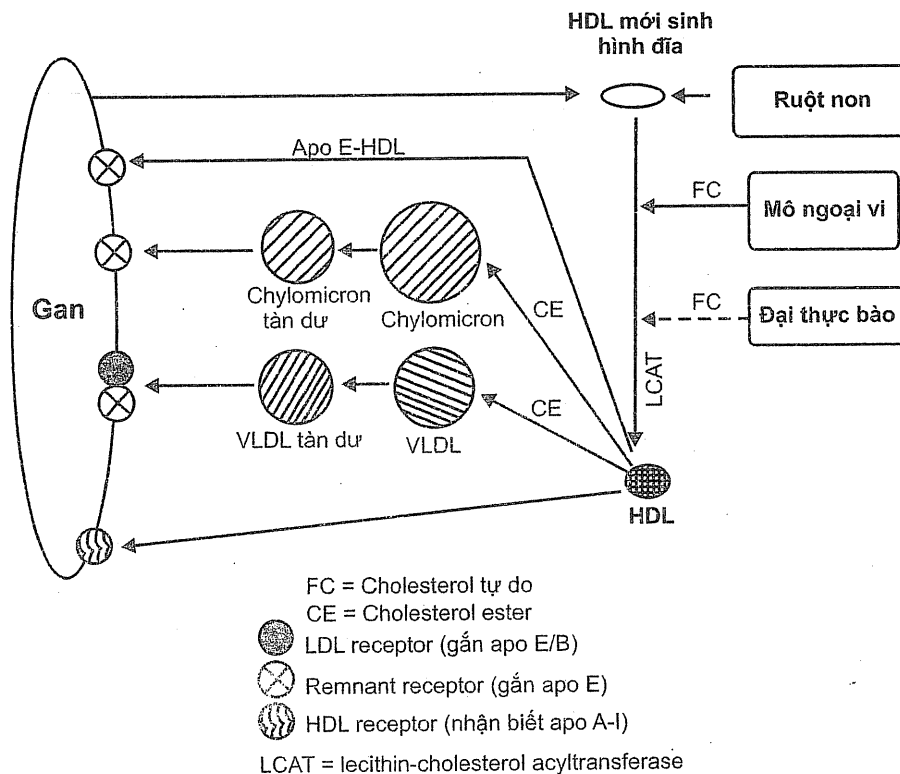 HDL mới sinh
hình đĩa
Ruột non
Apo E-HDL
FC
Mô ngoại vi
Gan
Chylomicron
tàn dư
Chylomicron
CE
FC
Đại thực bào
LCAT
VLDL tàn dư
VLDL
CE
HDL
FC = Cholesterol tự do
CE = Cholesterol ester
LDL receptor (gắn apo E/B)
Remnant receptor (gắn apo E)
HDL receptor (nhận biết apo A-I)
LCAT = lecithin-cholesterol acyltransferase